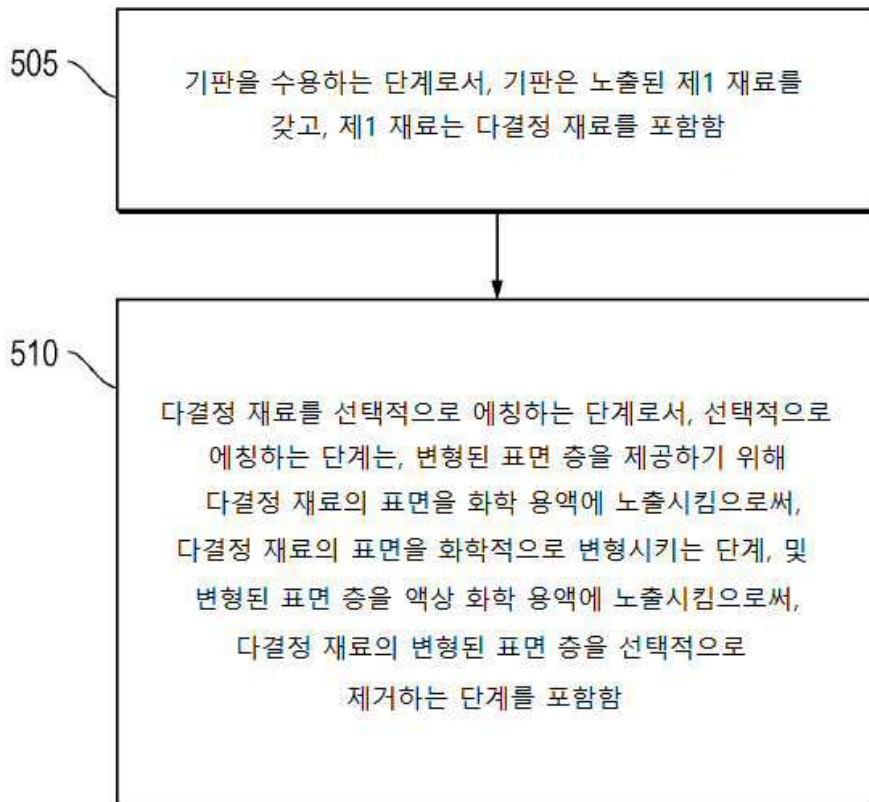 505
기판을 수용하는 단계로서, 기판은 노출된 제1 재료를
갖고, 제1 재료는 다결정 재료를 포함함
510
다결정 재료를 선택적으로 에칭하는 단계로서, 선택적으로
에칭하는 단계는, 변형된 표면 층을 제공하기 위해
다결정 재료의 표면을 화학 용액에 노출시킴으로써,
다결정 재료의 표면을 화학적으로 변형시키는 단계, 및
변형된 표면 층을 액상 화학 용액에 노출시킴으로써,
다결정 재료의 변형된 표면 층을 선택적으로
제거하는 단계를 포함함